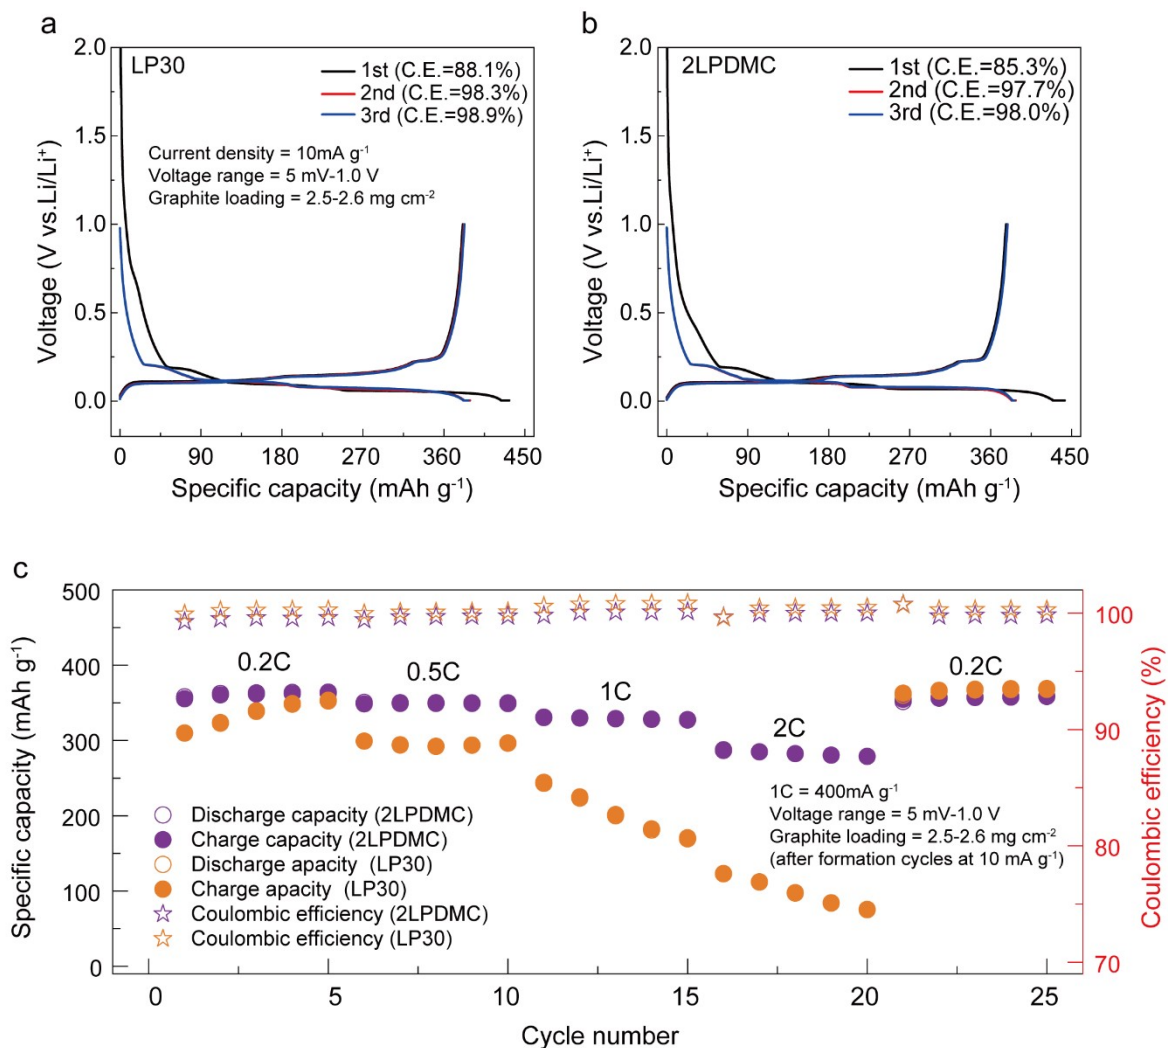 a
LP30
1st (C.E.=88.1%)
2nd (C.E.=98.3%)
3rd (C.E.=98.9%)
Current density = 10mA g⁻¹
Voltage range = 5 mV-1.0 V
Graphite loading = 2.5-2.6 mg cm⁻²
Voltage (V vs.Li/Li⁺)
2.0
1.5
1.0
0.5
0.0
0 90 180 270 360 450
Specific capacity (mAh g⁻¹)
b
2LPDMC
1st (C.E.=85.3%)
2nd (C.E.=97.7%)
3rd (C.E.=98.0%)
Voltage (V vs.Li/Li⁺)
2.0
1.5
1.0
0.5
0.0
0 90 180 270 360 450
Specific capacity (mAh g⁻¹)
c
Specific capacity (mAh g⁻¹)
500
400
300
200
100
0
0.2C
0.5C
1C
2C
0.2C
Discharge capacity (2LPDMC)
Charge capacity (2LPDMC)
Discharge apacity (LP30)
Charge apacity (LP30)
Coulombic efficiency (2LPDMC)
Coulombic efficiency (LP30)
1C = 400mA g⁻¹
Voltage range = 5 mV-1.0 V
Graphite loading = 2.5-2.6 mg cm⁻²
(after formation cycles at 10 mA g⁻¹)
100
90
80
70
Coulombic efficiency (%)
0 5 10 15 20 25
Cycle number